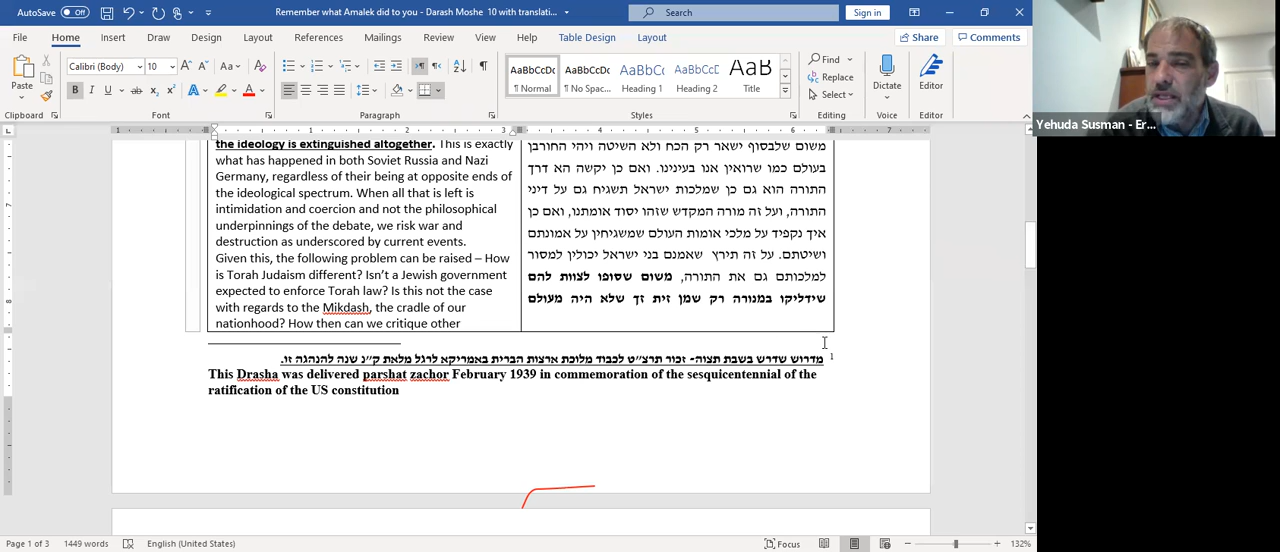 AutoSave Off
Remember what Amalek did to you - Darash Moshe 10 with translati...
Search
Sign in
File Home Insert Draw Design Layout References Mailings Review View Help Table Design Layout
Share Comments
Paste
Calibri (Body) 10
AaBbCcDc AaBbCcDc AaBbCc AaBbCcD AaB
¶ Normal ¶ No Spac... Heading 1 Heading 2 Title
Find
Replace
Select
Dictate
Editor
Clipboard Font Paragraph Styles Editing Voice Editor
Yehuda Susman - Er...
the ideology is extinguished altogether. This is exactly
what has happened in both Soviet Russia and Nazi
Germany, regardless of their being at opposite ends of
the ideological spectrum. When all that is left is
intimidation and coercion and not the philosophical
underpinnings of the debate, we risk war and
destruction as underscored by current events.
Given this, the following problem can be raised – How
is Torah Judaism different? Isn't a Jewish government
expected to enforce Torah law? Is this not the case
with regards to the Mikdash, the cradle of our
nationhood? How then can we critique other
משום שלבסוף ישאר רק הכח ולא השיטה ויהי החורבן
בעולם כמו שרואין אנו בעינינו. ואם כן יקשה הא דרך
התורה הוא גם כן שמלכות ישראל תשגיח גם על דיני
התורה, ועל זה מורה המקדש שזהו יסוד אומתנו, ואם כן
איך נקפיד על מלכי אומות העולם שמשגיחין על אמונתם
ושיטתם. על זה תירץ שאמנם בני ישראל יכולין למסור
למלכותם גם את התורה, משום שסופו לצוות להם
שידליקו במנורה רק שמן זית זך שלא היה מעולם
1 מדרוש שדרש בשבת תצוה- זכור תרצ״ט לכבוד מלוכת ארצות הברית באמריקא לרגל מלאת ק״נ שנה להנהגה זו.
This Drasha was delivered parshat zachor February 1939 in commemoration of the sesquicentennial of the
ratification of the US constitution
Page 1 of 3 1449 words English (United States) Focus 132%